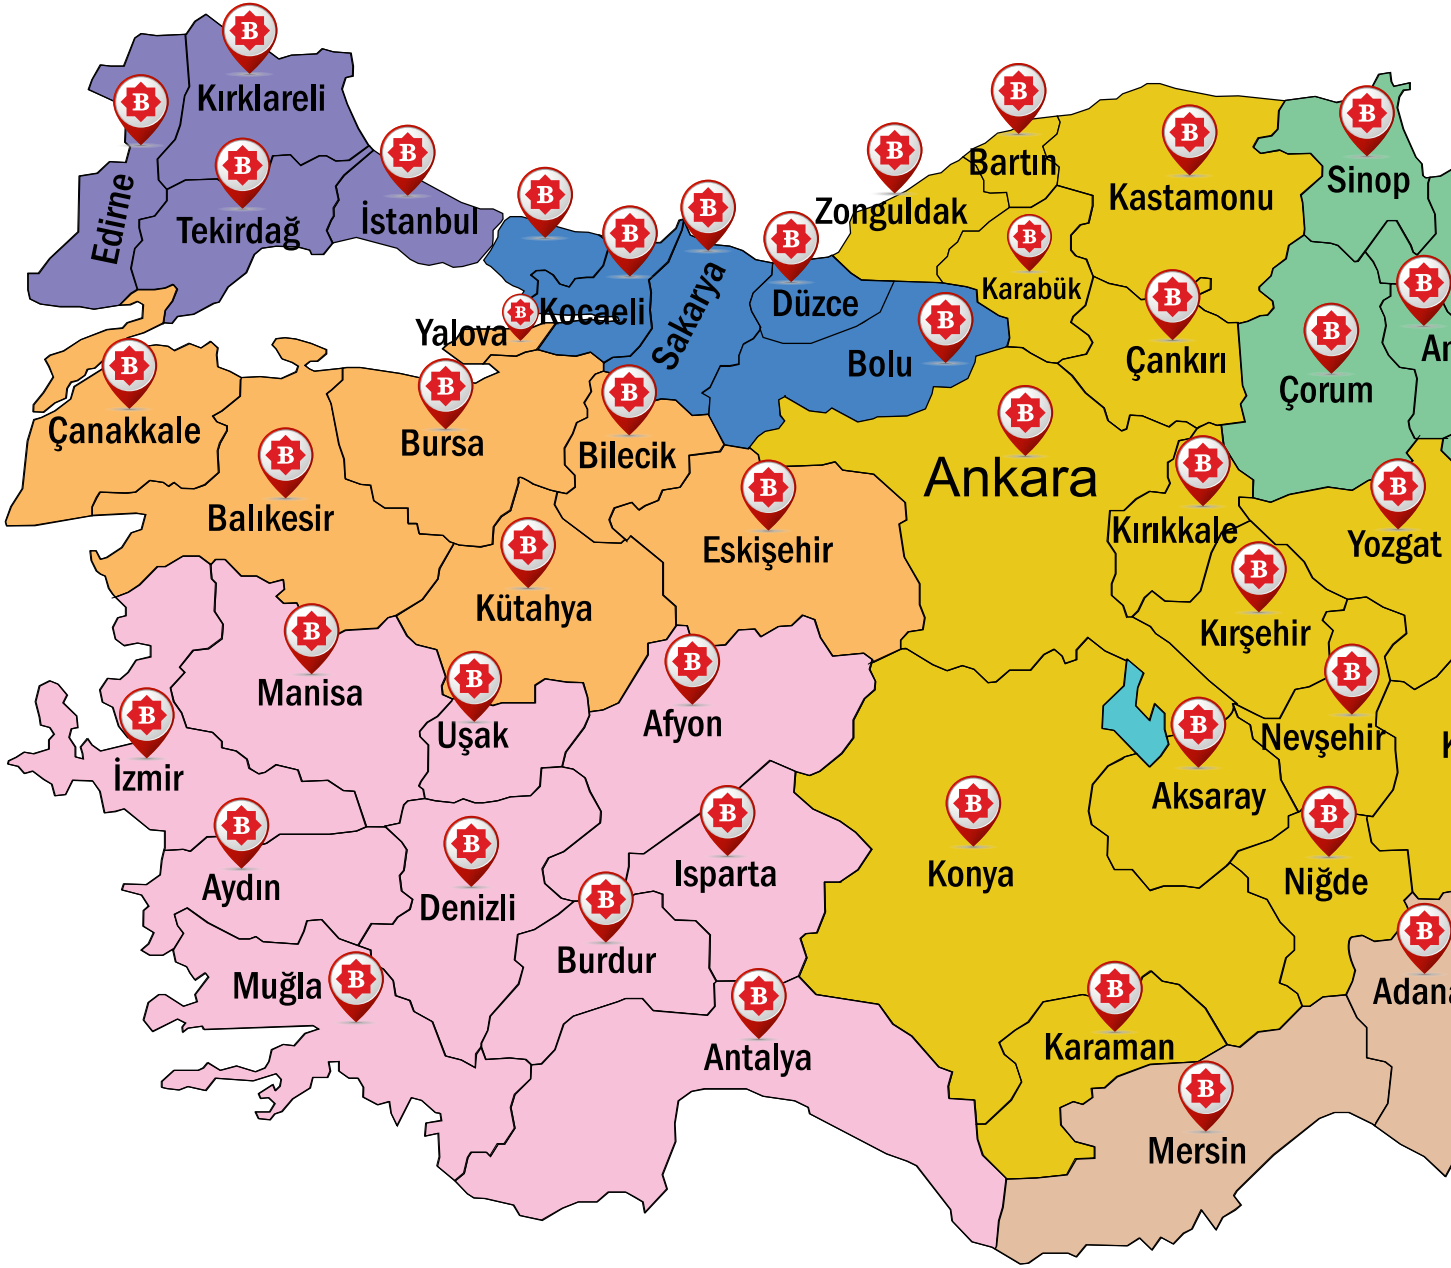 Kırklareli
Edirne
Tekirdağ
İstanbul
Bartın
Zonguldak
Kastamonu
Sinop
Karabük
Kocaeli
Sakarya
Düzce
Yalova
Bolu
Çankırı
Çorum
Çanakkale
Bursa
Bilecik
Ankara
Balıkesir
Eskişehir
Kırıkkale
Yozgat
Kütahya
Kırşehir
Manisa
Uşak
Afyon
Nevşehir
İzmir
Aksaray
Aydın
Denizli
Isparta
Konya
Niğde
Burdur
Muğla
Adana
Antalya
Karaman
Mersin